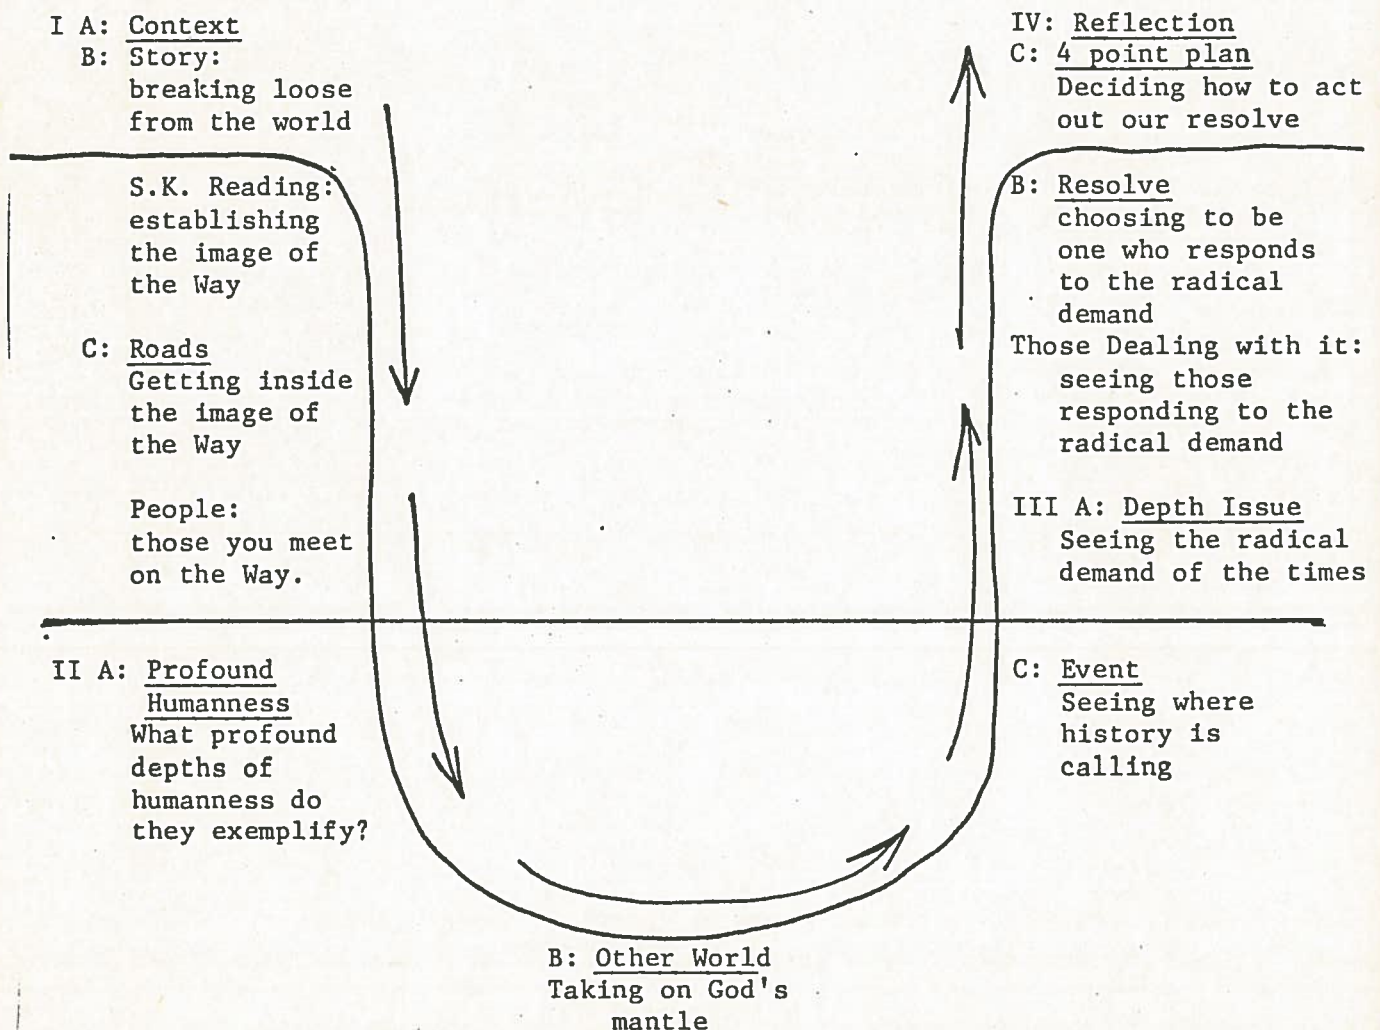 I A: Context
B: Story:
breaking loose
from the world
S.K. Reading:
establishing
the image of
the Way
C: Roads
Getting inside
the image of
the Way
People:
those you meet
on the Way.
II A: Profound
Humanness
What profound
depths of
humanness do
they exemplify?
B: Other World
Taking on God's
mantle
C: Event
Seeing where
history is
calling
III A: Depth Issue
Seeing the radical
demand of the times
B: Resolve
choosing to be
one who responds
to the radical
demand
Those Dealing with it:
seeing those
responding to the
radical demand
IV: Reflection
C: 4 point plan
Deciding how to act
out our resolve